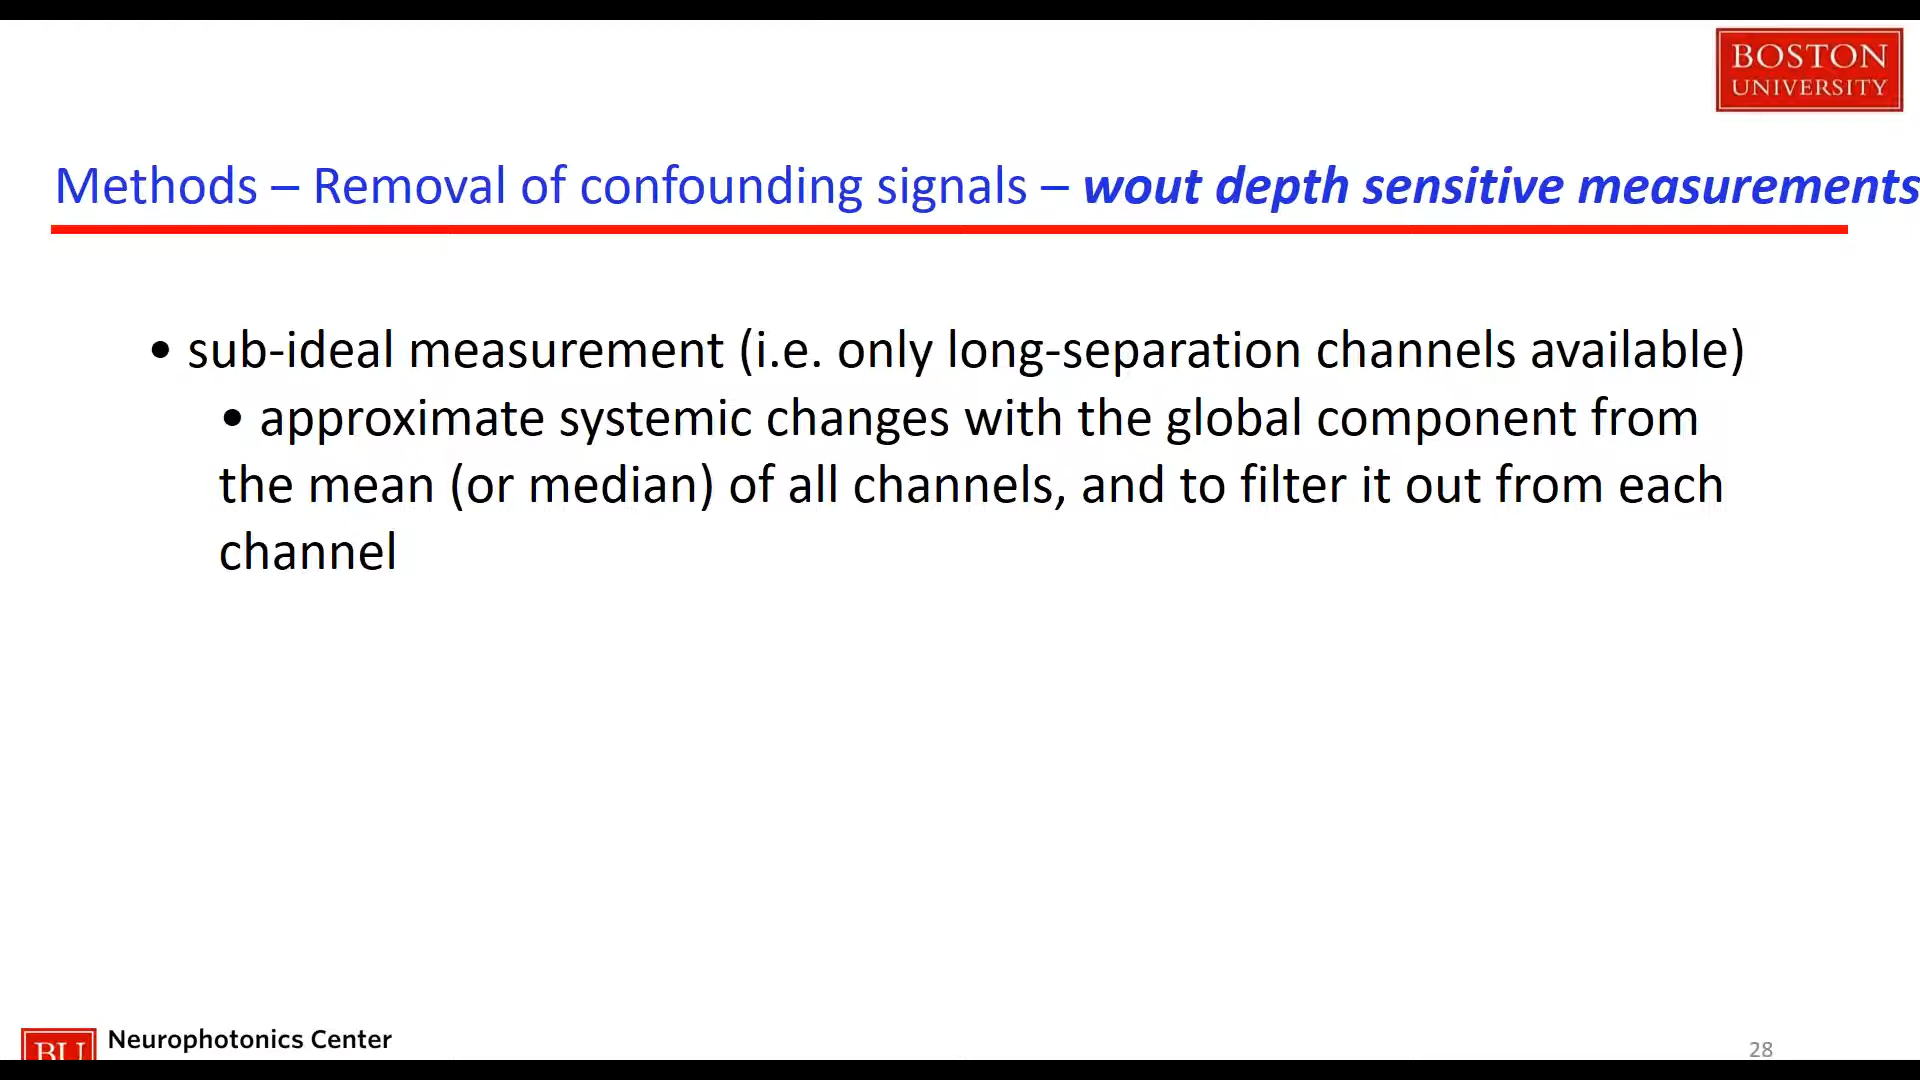 BOSTON
UNIVERSITY
Methods – Removal of confounding signals – wout depth sensitive measurements
• sub-ideal measurement (i.e. only long-separation channels available)
• approximate systemic changes with the global component from
the mean (or median) of all channels, and to filter it out from each
channel
BU
Neurophotonics Center
28